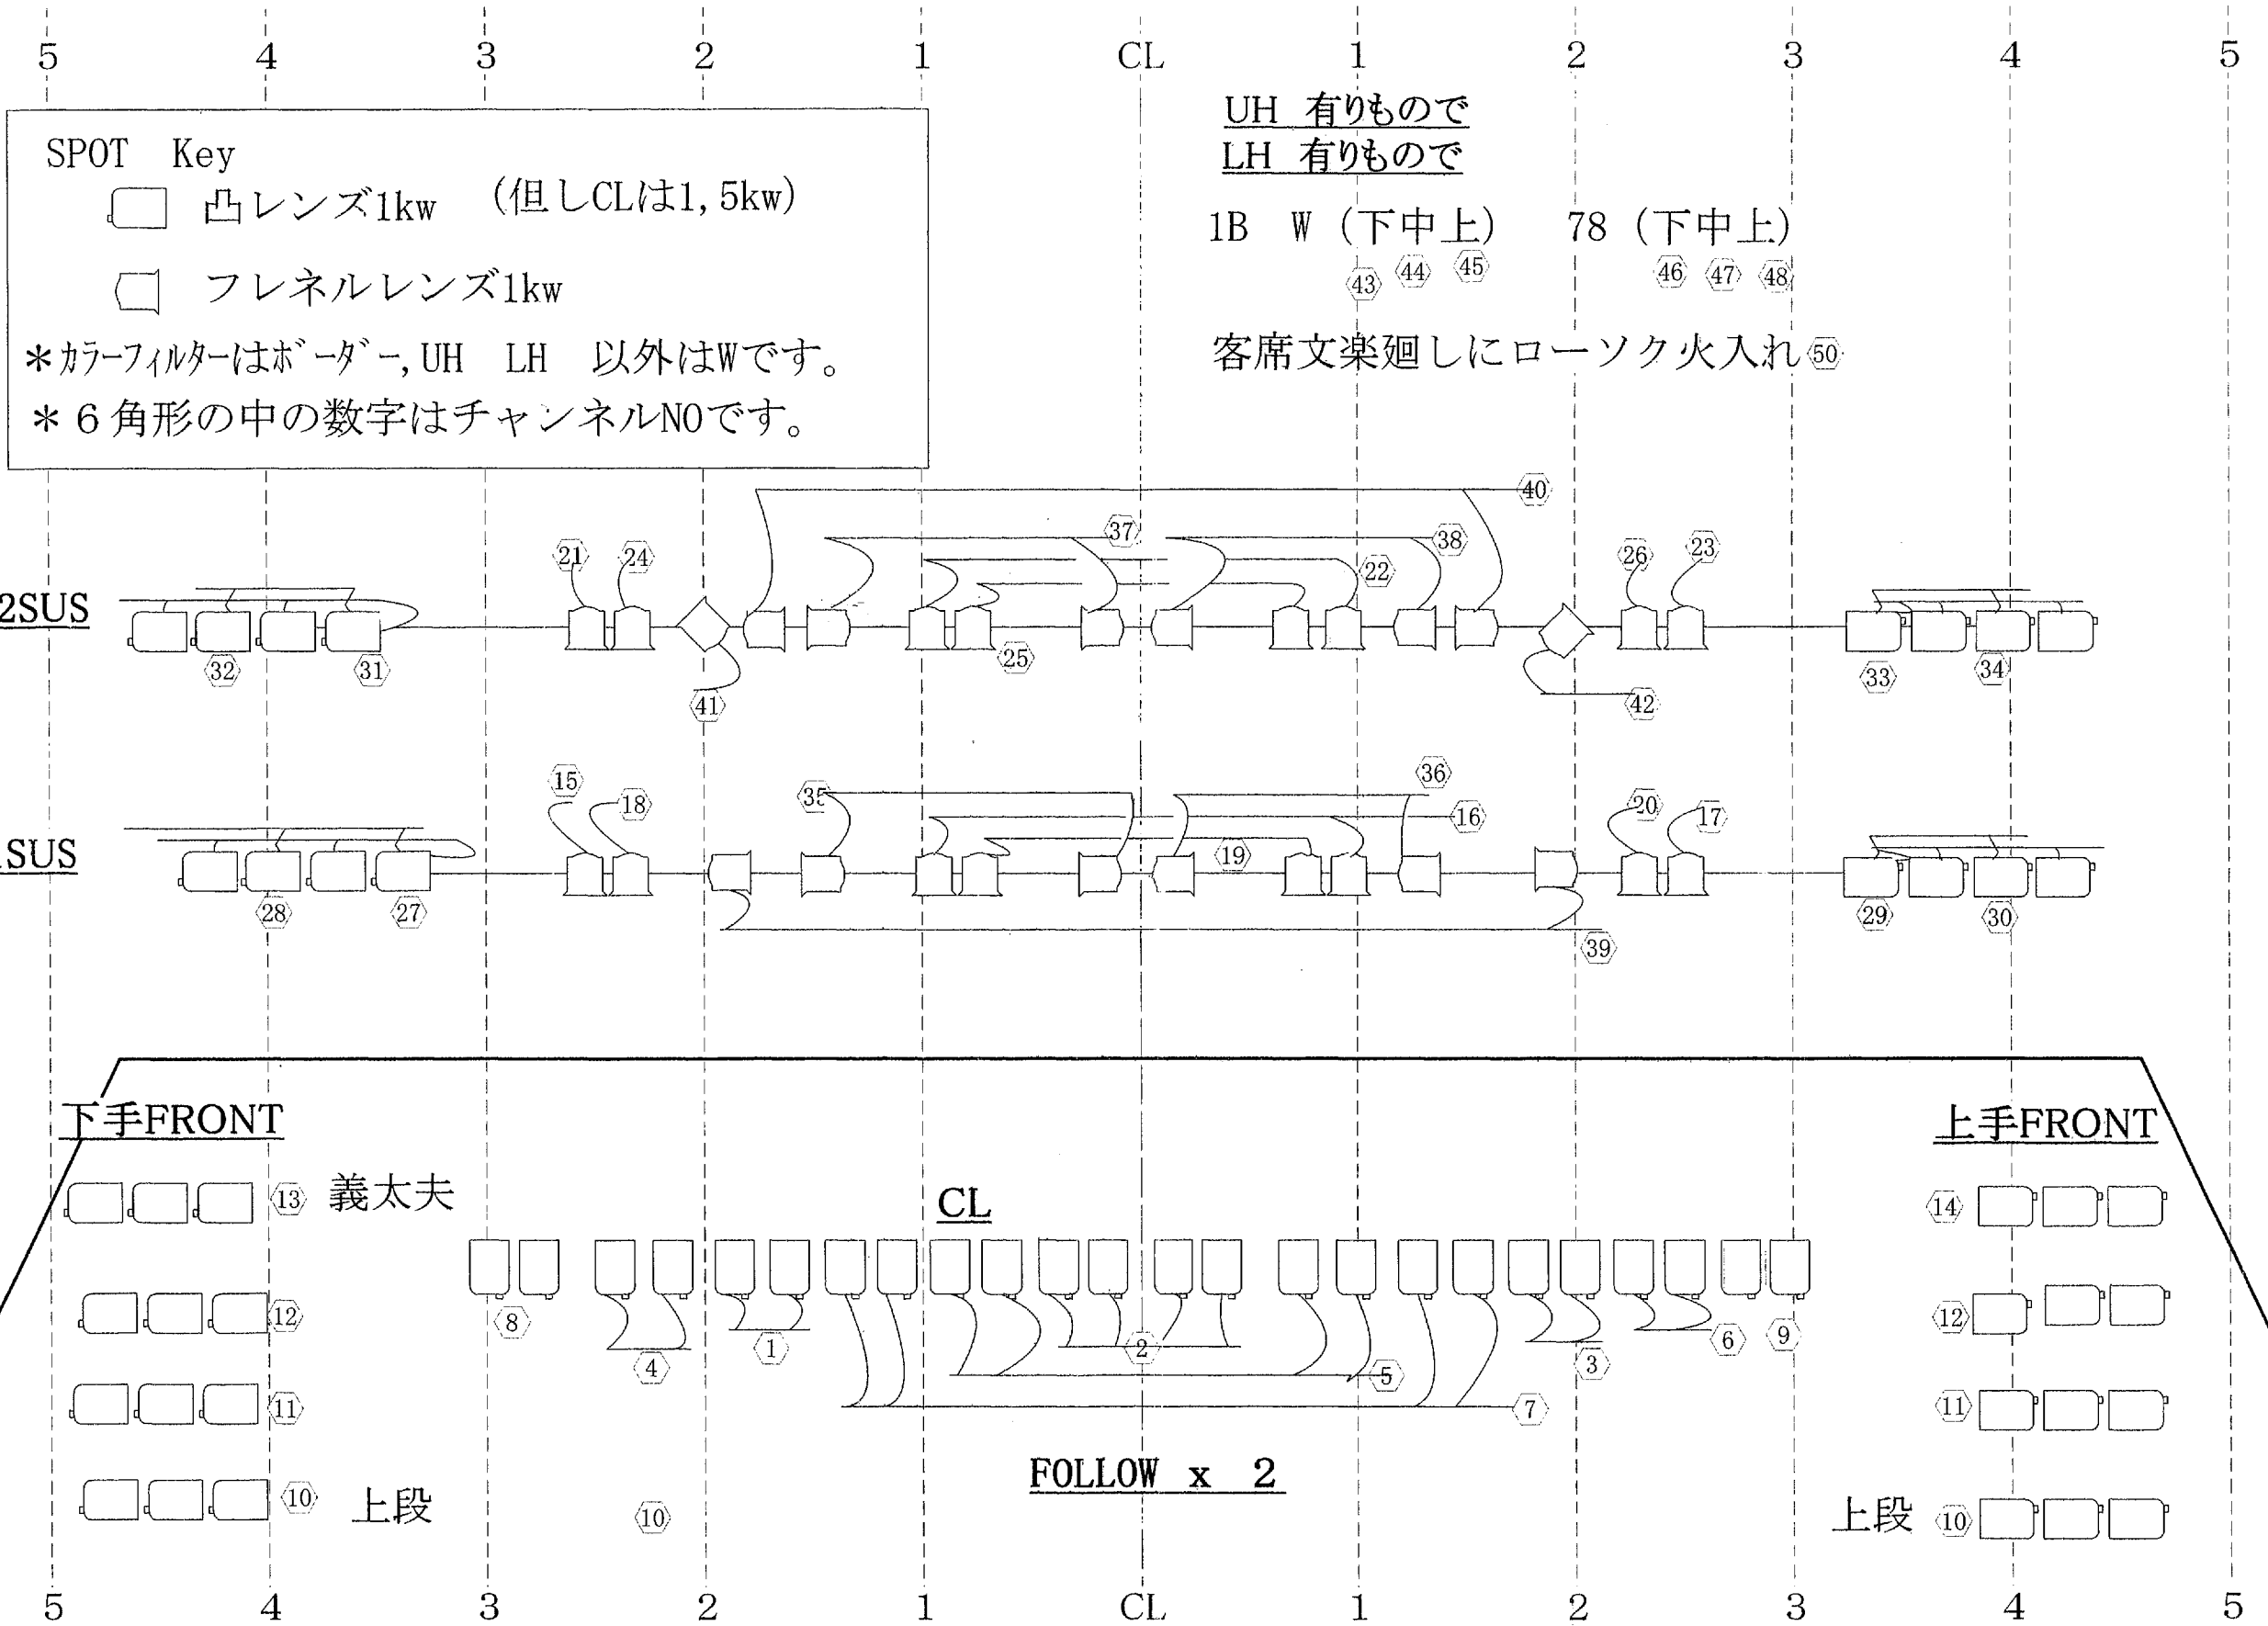 5 4 3 2 1 CL 1 2 3 4 5
UH 有りもので
LH 有りもので
SPOT Key
凸レンズ1kw (但しCLは1,5kw)
フレネルレンズ1kw
*カラーフィルターはボーダー,UH LH 以外はWです。
*6角形の中の数字はチャンネルNOです。
1B W (下中上) 78 (下中上)
43 44 45 46 47 48
客席文楽廻しにローソク火入れ 50
40
21 24 37 38 26 23
22
2SUS
32 31 25 33 34
41 42
15 18 35 36 20 17
16
1SUS
19
28 27 29 30
39
下手FRONT 上手FRONT
13 義太夫 CL 14
12 8 4 1 2 5 7 3 6 9 12
11 11
FOLLOW x 2
10 上段 10 上段 10
5 4 3 2 1 CL 1 2 3 4 5